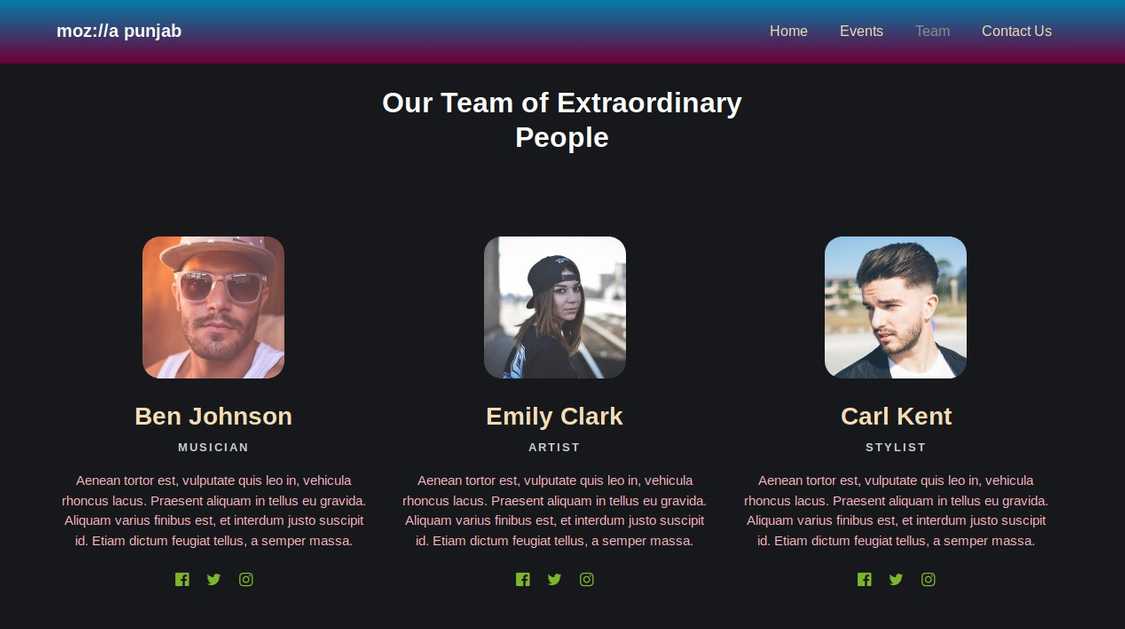 moz://a punjab
Home Events Team Contact Us
Our Team of Extraordinary
People
Ben Johnson
MUSICIAN
Aenean tortor est, vulputate quis leo in, vehicula
rhoncus lacus. Praesent aliquam in tellus eu gravida.
Aliquam varius finibus est, et interdum justo suscipit
id. Etiam dictum feugiat tellus, a semper massa.
Emily Clark
ARTIST
Aenean tortor est, vulputate quis leo in, vehicula
rhoncus lacus. Praesent aliquam in tellus eu gravida.
Aliquam varius finibus est, et interdum justo suscipit
id. Etiam dictum feugiat tellus, a semper massa.
Carl Kent
STYLIST
Aenean tortor est, vulputate quis leo in, vehicula
rhoncus lacus. Praesent aliquam in tellus eu gravida.
Aliquam varius finibus est, et interdum justo suscipit
id. Etiam dictum feugiat tellus, a semper massa.